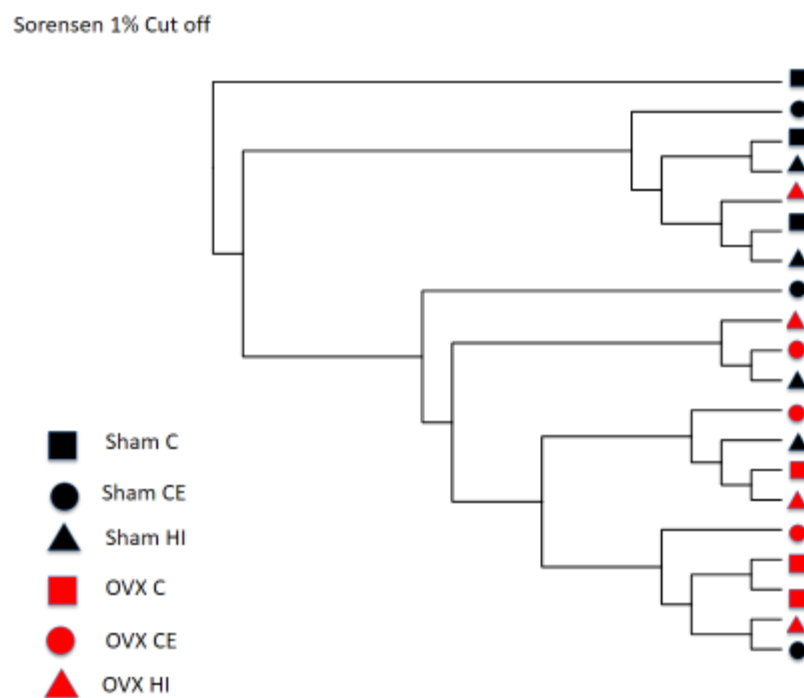 Sorensen 1% Cut off
Sham C
Sham CE
Sham HI
OVX C
OVX CE
OVX HI